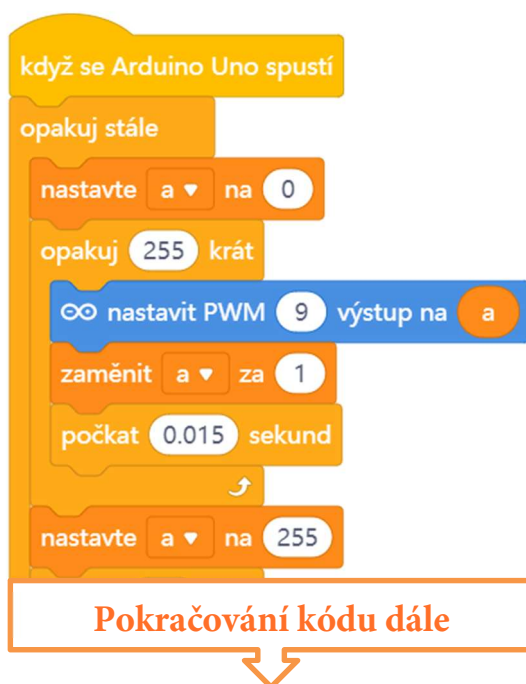 když se Arduino Uno spustí
opakuj stále
nastavte a na 0
opakuj 255 krát
nastavit PWM 9 výstup na a
zaměnit a za 1
počkat 0.015 sekund
nastavte a na 255
Pokračování kódu dále